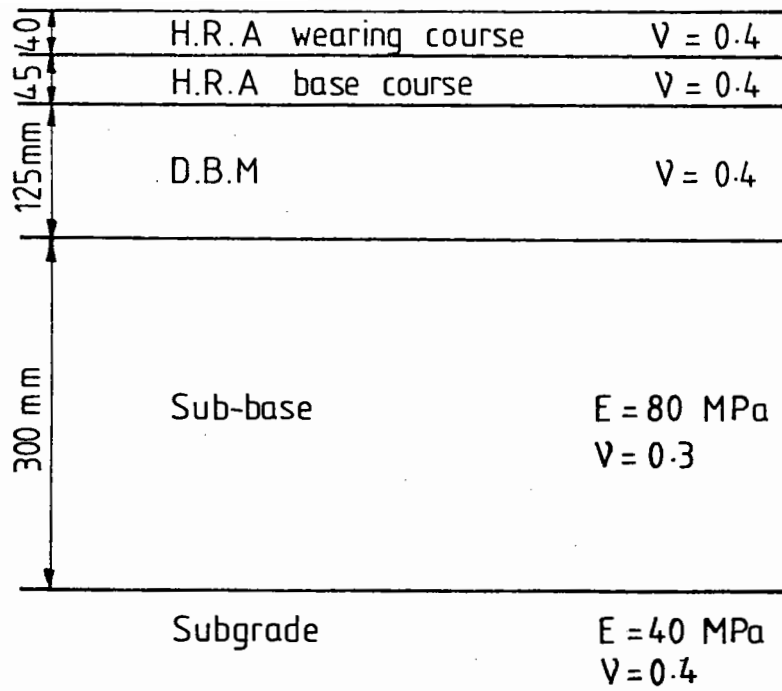 40 H.R.A wearing course V = 0.4
45 H.R.A base course V = 0.4
125mm D.B.M V = 0.4
300 mm Sub-base E = 80 MPa
V = 0.3
Subgrade E = 40 MPa
V = 0.4